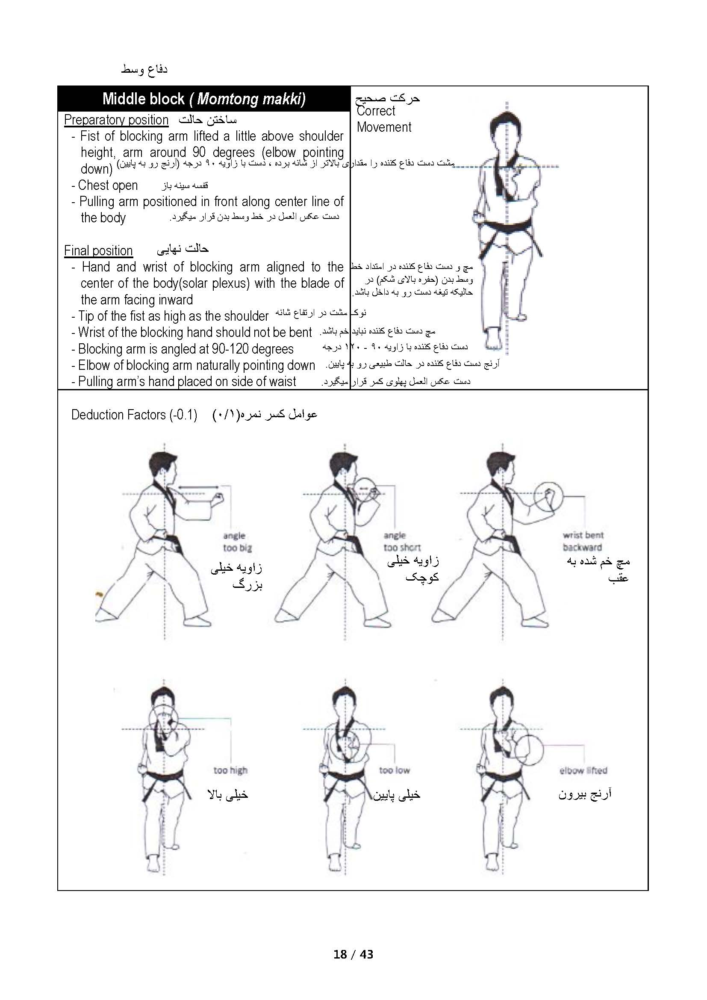 دفاع وسط
Middle block ( Momtong makki)
Preparatory position ساختن حالت
- Fist of blocking arm lifted a little above shoulder
height, arm around 90 degrees (elbow pointing
down) مشت دست دفاع کننده را مقداری بالاتر از شانه برده ، دست با زاویه ۹۰ درجه (آرنج رو به پایین)
- Chest open قفسه سینه باز
- Pulling arm positioned in front along center line of
the body دست عکس العمل در خط وسط بدن قرار میگیرد.
Final position حالت نهایی
- Hand and wrist of blocking arm aligned to the
center of the body(solar plexus) with the blade of
the arm facing inward
مچ و دست دفاع کننده در امتداد خط
وسط بدن (حفره بالای شکم) در
حالیکه تیغه دست رو به داخل باشد.
- Tip of the fist as high as the shoulder نوک مشت در ارتفاع شانه
- Wrist of the blocking hand should not be bent مچ دست دفاع کننده نباید خم باشد.
- Blocking arm is angled at 90-120 degrees دست دفاع کننده با زاویه ۹۰ - ۱۲۰ درجه
- Elbow of blocking arm naturally pointing down آرنج دست دفاع کننده در حالت طبیعی رو به پایین.
- Pulling arm’s hand placed on side of waist دست عکس العمل پهلوی کمر قرار میگیرد.
حرکت صحیح
Correct
Movement
Deduction Factors (-0.1) عوامل کسر نمره(۰/۱)
angle
too big
زاویه خیلی
بزرگ
angle
too short
زاویه خیلی
کوچک
wrist bent
backward
مچ خم شده به
عقب
too high
خیلی بالا
too low
خیلی پایین
elbow lifted
آرنج بیرون
18 / 43